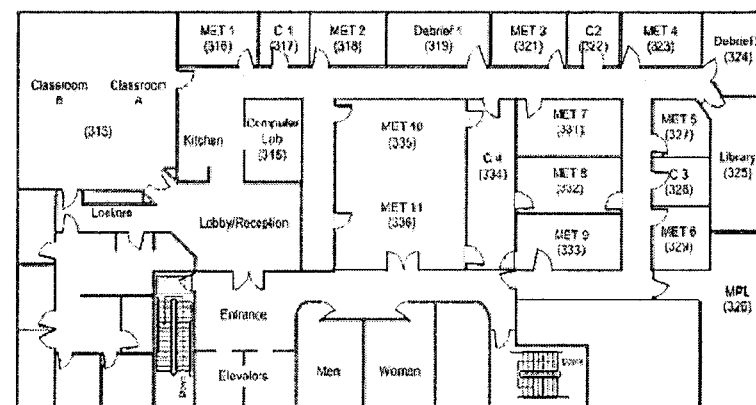 MET 1
(316)
C 1
(317)
MET 2
(318)
Debrief 1
(319)
MET 3
(321)
C2
(322)
MET 4
(323)
Debrief
(324)
Classroom
B
Classroom
A
(313)
Kitchen
Computer
Lab
(315)
MET 10
(335)
C 4
(334)
MET 7
(331)
MET 5
(327)
Library
(325)
MET 8
(332)
C 3
(328)
Lockers
Lobby/Reception
MET 11
(336)
MET 9
(333)
MET 6
(329)
MPL
(326)
Entrance
Elevators
Men
Woman
Down